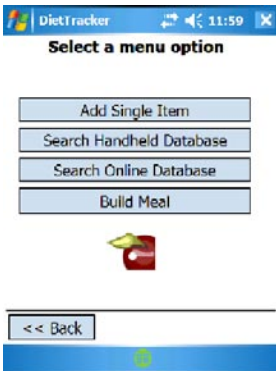 DietTracker 11:59
Select a menu option
Add Single Item
Search Handheld Database
Search Online Database
Build Meal
<< Back